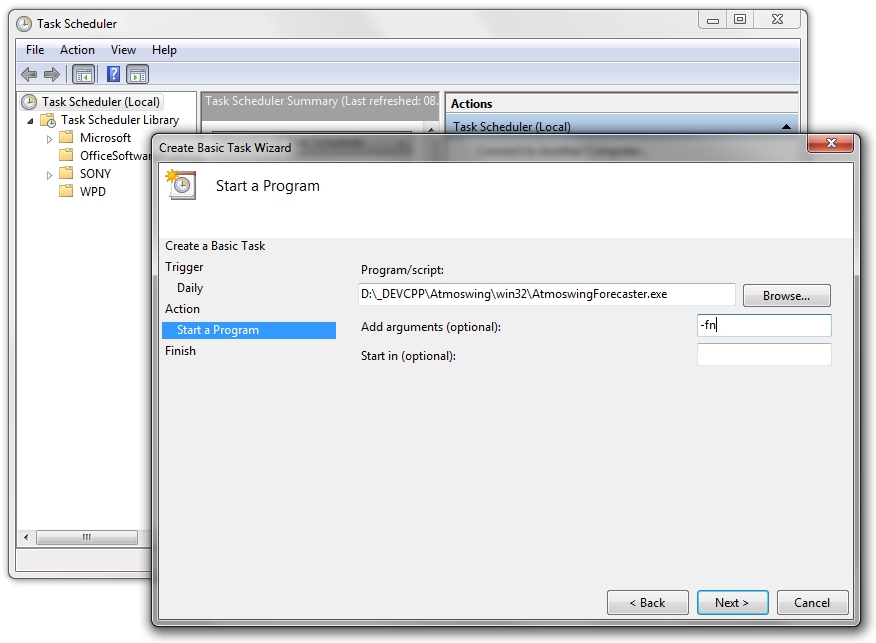 Task Scheduler
File Action View Help
Task Scheduler (Local)
Task Scheduler Library
Microsoft
OfficeSoftwar
SONY
WPD
Task Scheduler Summary (Last refreshed: 08.
Actions
Task Scheduler (Local)
Create Basic Task Wizard
Start a Program
Create a Basic Task
Trigger
Daily
Action
Start a Program
Finish
Program/script:
D:\_DEVCPP\Atmoswing\win32\AtmoswingForecaster.exe
Browse...
Add arguments (optional):
-fn
Start in (optional):
< Back
Next >
Cancel